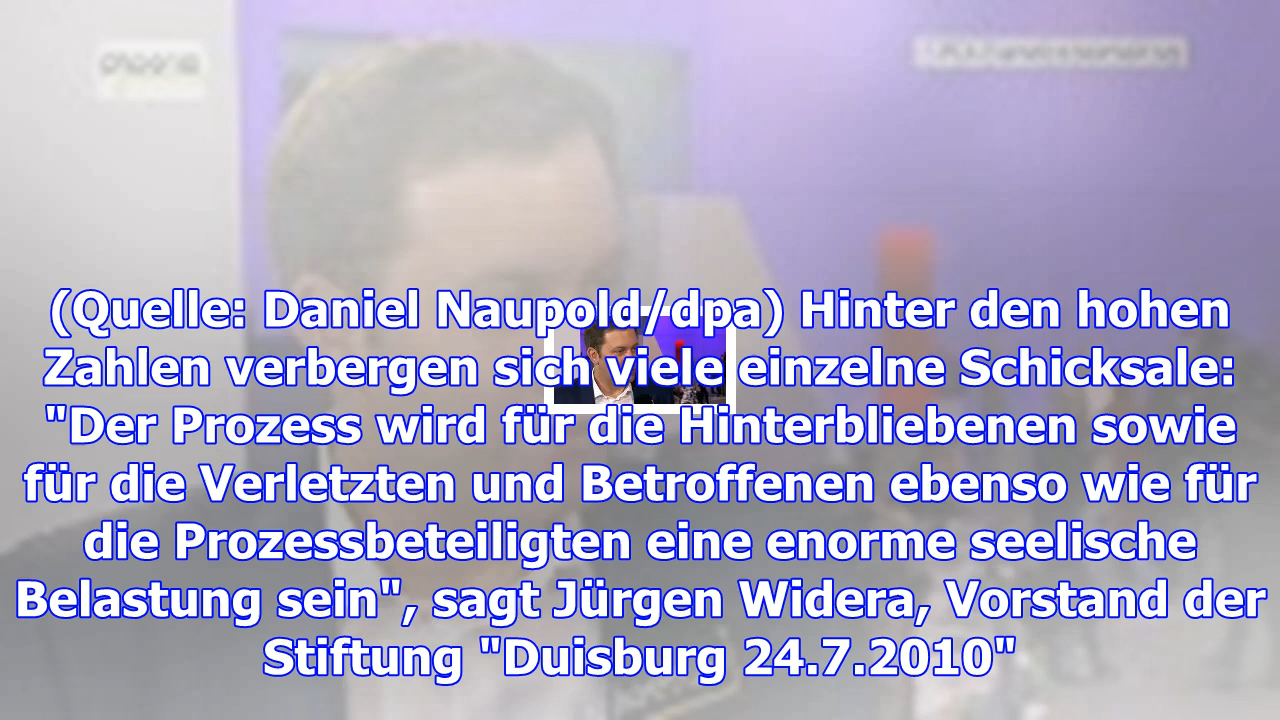 phoenix
(Quelle: Daniel Naupold/dpa) Hinter den hohen
Zahlen verbergen sich viele einzelne Schicksale:
"Der Prozess wird für die Hinterbliebenen sowie
für die Verletzten und Betroffenen ebenso wie für
die Prozessbeteiligten eine enorme seelische
Belastung sein", sagt Jürgen Widera, Vorstand der
Stiftung "Duisburg 24.7.2010"